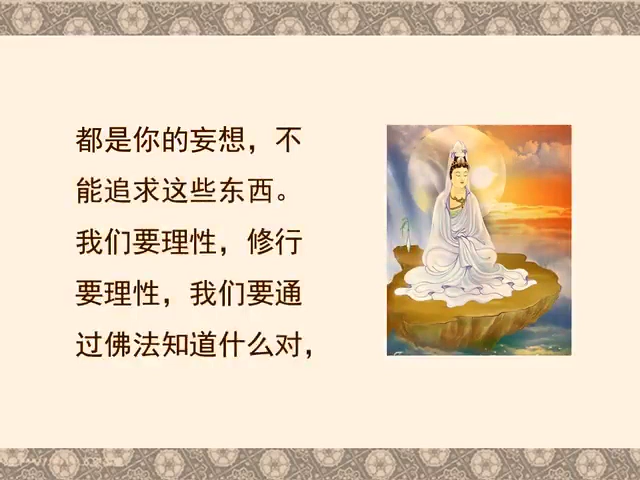 都是你的妄想，不
能追求这些东西。
我们要理性，修行
要理性，我们要通
过佛法知道什么对，